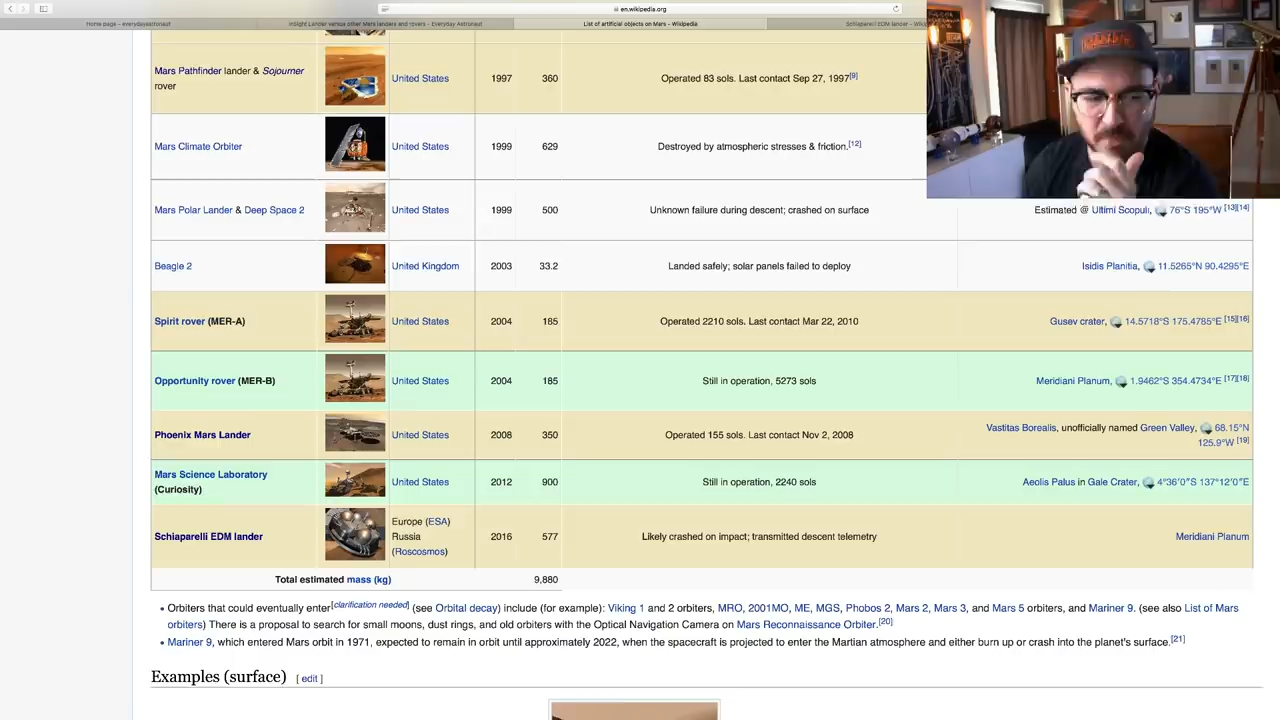 en.wikipedia.org
Home page – everydayastronaut
InSight Lander versus other Mars landers and rovers – Everyday Astronaut
List of artificial objects on Mars - Wikipedia
Schiaparelli EDM lander - Wiki
Mars Pathfinder lander & Sojourner
rover
United States
1997
360
Operated 83 sols. Last contact Sep 27, 1997[9]
Mars Climate Orbiter
United States
1999
629
Destroyed by atmospheric stresses & friction.[12]
Mars Polar Lander & Deep Space 2
United States
1999
500
Unknown failure during descent; crashed on surface
Estimated @ Ultimi Scopuli, 76°S 195°W [13][14]
Beagle 2
United Kingdom
2003
33.2
Landed safely; solar panels failed to deploy
Isidis Planitia, 11.5265°N 90.4295°E
Spirit rover (MER-A)
United States
2004
185
Operated 2210 sols. Last contact Mar 22, 2010
Gusev crater, 14.5718°S 175.4785°E [15][16]
Opportunity rover (MER-B)
United States
2004
185
Still in operation, 5273 sols
Meridiani Planum, 1.9462°S 354.4734°E [17][18]
Phoenix Mars Lander
United States
2008
350
Operated 155 sols. Last contact Nov 2, 2008
Vastitas Borealis, unofficially named Green Valley, 68.15°N
125.9°W [19]
Mars Science Laboratory
(Curiosity)
United States
2012
900
Still in operation, 2240 sols
Aeolis Palus in Gale Crater, 4°36′0″S 137°12′0″E
Schiaparelli EDM lander
Europe (ESA)
Russia
(Roscosmos)
2016
577
Likely crashed on impact; transmitted descent telemetry
Meridiani Planum
Total estimated mass (kg)
9,880
• Orbiters that could eventually enter[clarification needed] (see Orbital decay) include (for example): Viking 1 and 2 orbiters, MRO, 2001MO, ME, MGS, Phobos 2, Mars 2, Mars 3, and Mars 5 orbiters, and Mariner 9. (see also List of Mars
orbiters) There is a proposal to search for small moons, dust rings, and old orbiters with the Optical Navigation Camera on Mars Reconnaissance Orbiter.[20]
• Mariner 9, which entered Mars orbit in 1971, expected to remain in orbit until approximately 2022, when the spacecraft is projected to enter the Martian atmosphere and either burn up or crash into the planet's surface.[21]
Examples (surface) [ edit ]